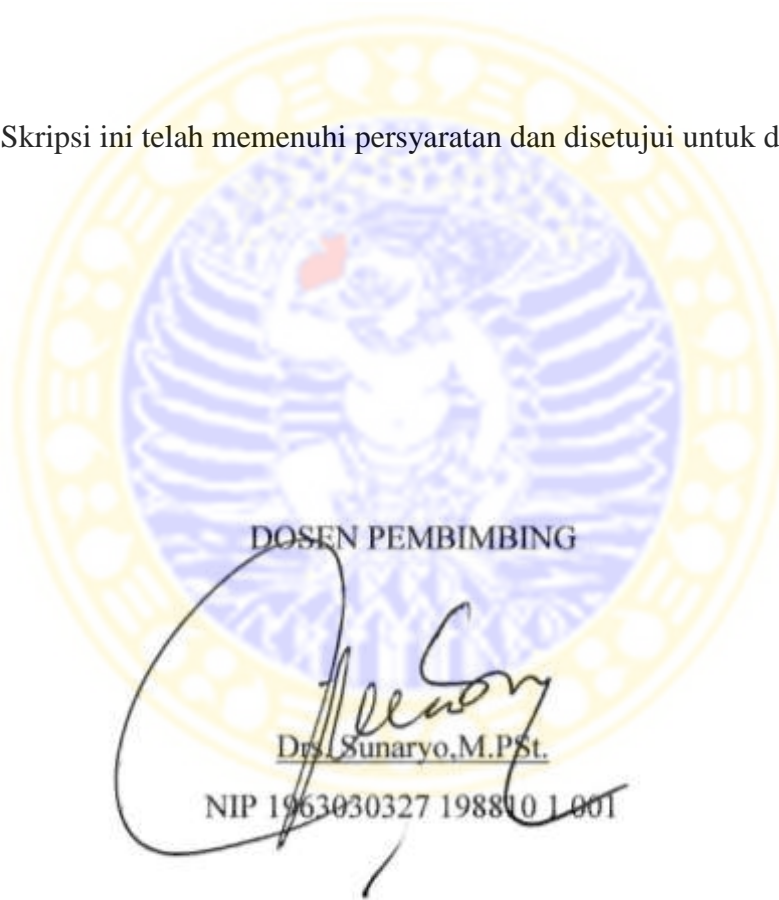 Skripsi ini telah memenuhi persyaratan dan disetujui untuk d
DOSEN PEMBIMBING
Drs. Sunaryo,M.PSt.
NIP 1963030327 198810 1 001